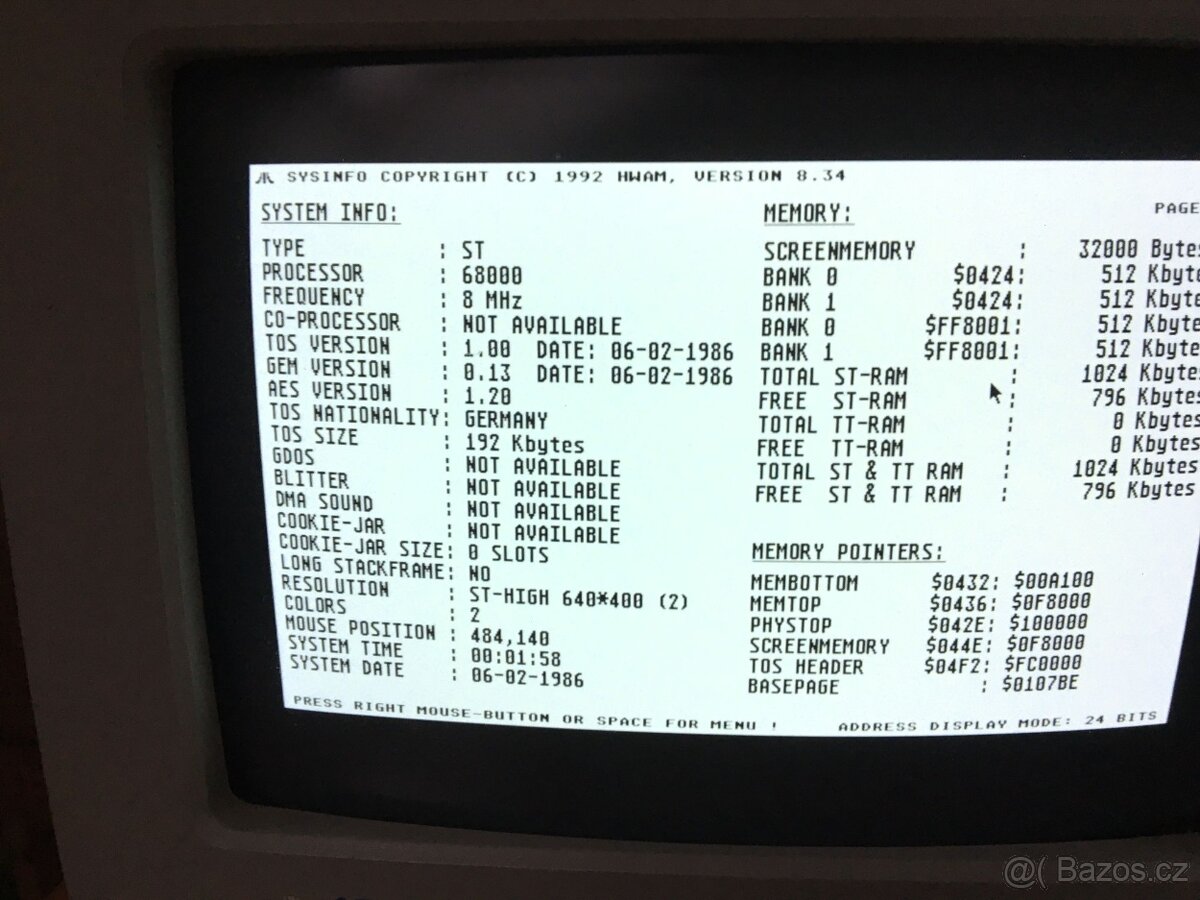 SYSINFO COPYRIGHT (C) 1992 HWAM, VERSION 8.34
PAGE
SYSTEM INFO:
TYPE : ST
PROCESSOR : 68000
FREQUENCY : 8 MHz
CO-PROCESSOR : NOT AVAILABLE
TOS VERSION : 1.00 DATE: 06-02-1986
GEM VERSION : 0.13 DATE: 06-02-1986
AES VERSION : 1.20
TOS NATIONALITY: GERMANY
TOS SIZE : 192 Kbytes
GDOS : NOT AVAILABLE
BLITTER : NOT AVAILABLE
DMA SOUND : NOT AVAILABLE
COOKIE-JAR : NOT AVAILABLE
COOKIE-JAR SIZE: 0 SLOTS
LONG STACKFRAME: NO
RESOLUTION : ST-HIGH 640*400 (2)
COLORS : 2
MOUSE POSITION : 484,140
SYSTEM TIME : 00:01:58
SYSTEM DATE : 06-02-1986
MEMORY:
SCREENMEMORY : 32000 Bytes
BANK 0 $0424: 512 Kbyte
BANK 1 $0424: 512 Kbyte
BANK 0 $FF8001: 512 Kbyte
BANK 1 $FF8001: 512 Kbyte
TOTAL ST-RAM : 1024 Kbyte
FREE ST-RAM : 796 Kbytes
TOTAL TT-RAM : 0 Kbytes
FREE TT-RAM : 0 Kbytes
TOTAL ST & TT RAM : 1024 Kbytes
FREE ST & TT RAM : 796 Kbytes
MEMORY POINTERS:
MEMBOTTOM $0432: $00A100
MEMTOP $0436: $0F8000
PHYSTOP $042E: $100000
SCREENMEMORY $044E: $0F8000
TOS HEADER $04F2: $FC0000
BASEPAGE : $0107BE
PRESS RIGHT MOUSE-BUTTON OR SPACE FOR MENU ! ADDRESS DISPLAY MODE: 24 BITS
@( Bazos.cz